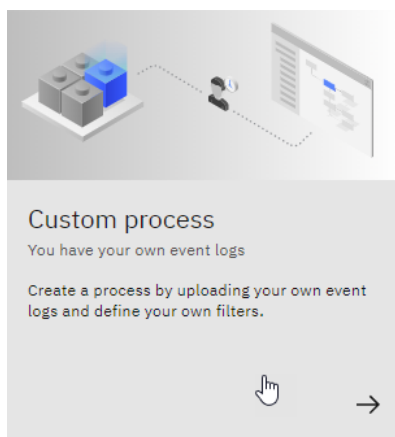 Custom process
You have your own event logs
Create a process by uploading your own event
logs and define your own filters.